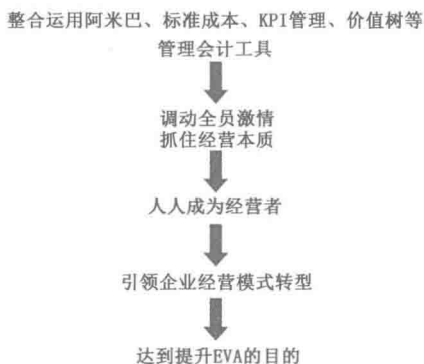 整合运用阿米巴、标准成本、KPI管理、价值树等
管理会计工具
调动全员激情
抓住经营本质
人人成为经营者
引领企业经营模式转型
达到提升EVA的目的